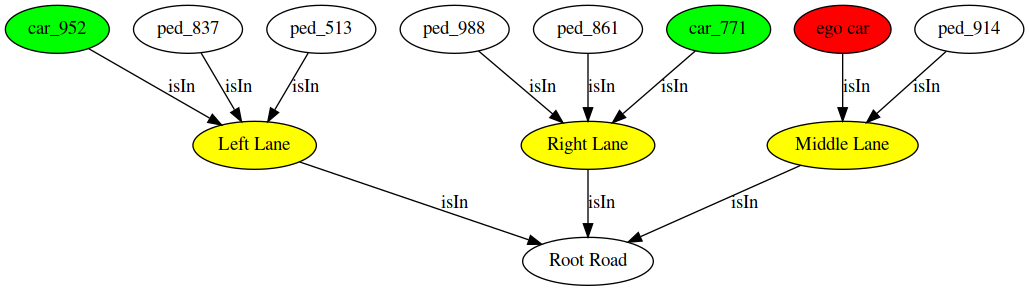 car_952
ped_837
ped_513
ped_988
ped_861
car_771
ego car
ped_914
isIn
isIn
isIn
isIn
isIn
isIn
isIn
isIn
Left Lane
Right Lane
Middle Lane
isIn
isIn
isIn
Root Road